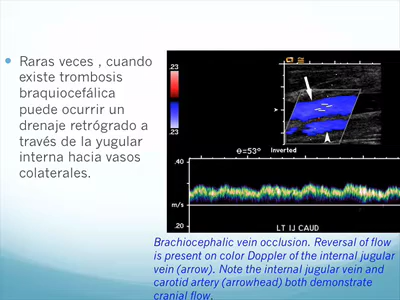 Raras veces , cuando
existe trombosis
braquiocefálica
puede ocurrir un
drenaje retrógrado a
través de la yugular
interna hacia vasos
colaterales.
.23
.23
θ=53°
Inverted
.40
m/s
.20
LT IJ CAUD
Brachiocephalic vein occlusion. Reversal of flow
is present on color Doppler of the internal jugular
vein (arrow). Note the internal jugular vein and
carotid artery (arrowhead) both demonstrate
cranial flow.